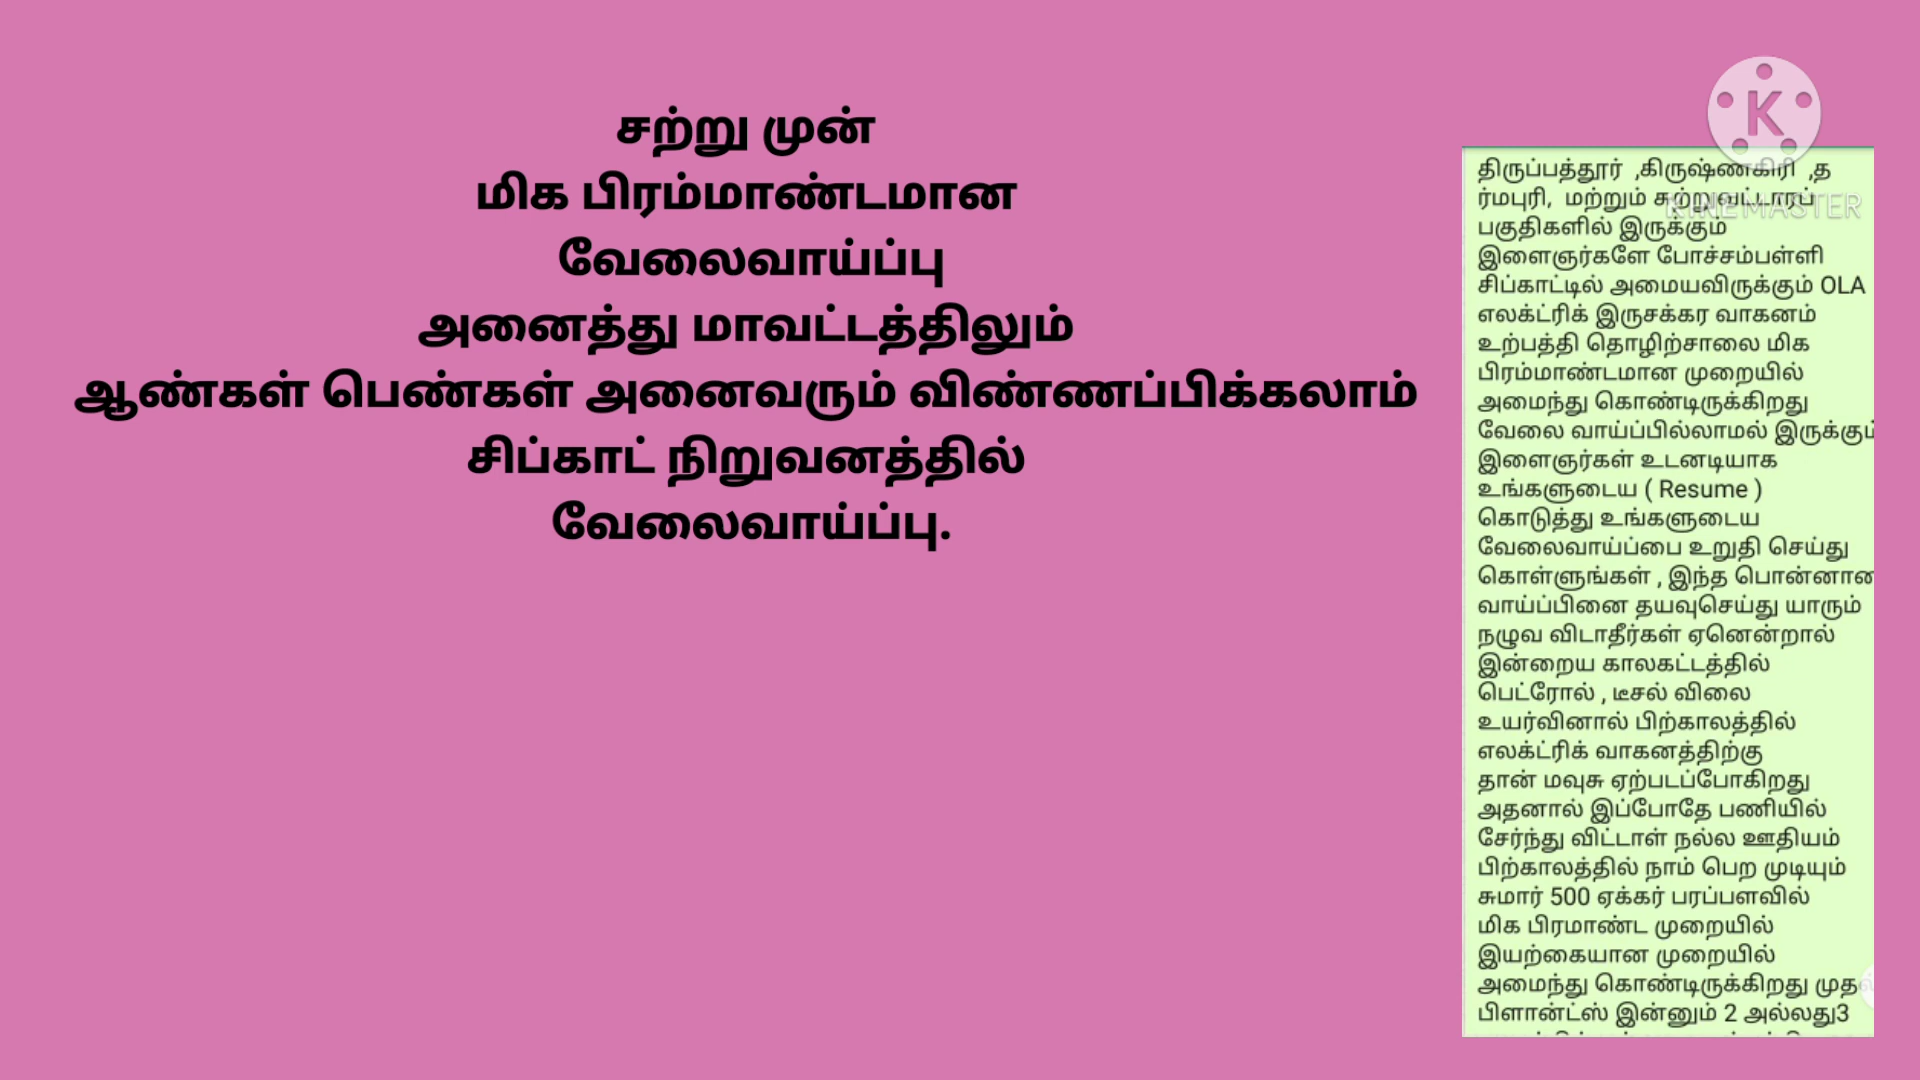 சற்று முன்
மிக பிரம்மாண்டமான
வேலைவாய்ப்பு
அனைத்து மாவட்டத்திலும்
ஆண்கள் பெண்கள் அனைவரும் விண்ணப்பிக்கலாம்
சிப்காட் நிறுவனத்தில்
வேலைவாய்ப்பு.
K
KINEMASTER
திருப்பத்தூர் ,கிருஷ்ணகிரி ,த
ர்மபுரி, மற்றும் சுற்றுவட்டாரப்
பகுதிகளில் இருக்கும்
இளைஞர்களே போச்சம்பள்ளி
சிப்காட்டில் அமையவிருக்கும் OLA
எலக்ட்ரிக் இருசக்கர வாகனம்
உற்பத்தி தொழிற்சாலை மிக
பிரம்மாண்டமான முறையில்
அமைந்து கொண்டிருக்கிறது
வேலை வாய்ப்பில்லாமல் இருக்கும்
இளைஞர்கள் உடனடியாக
உங்களுடைய ( Resume )
கொடுத்து உங்களுடைய
வேலைவாய்ப்பை உறுதி செய்து
கொள்ளுங்கள் , இந்த பொன்னான
வாய்ப்பினை தயவுசெய்து யாரும்
நழுவ விடாதீர்கள் ஏனென்றால்
இன்றைய காலகட்டத்தில்
பெட்ரோல் , டீசல் விலை
உயர்வினால் பிற்காலத்தில்
எலக்ட்ரிக் வாகனத்திற்கு
தான் மவுசு ஏற்படப்போகிறது
அதனால் இப்போதே பணியில்
சேர்ந்து விட்டாள் நல்ல ஊதியம்
பிற்காலத்தில் நாம் பெற முடியும்
சுமார் 500 ஏக்கர் பரப்பளவில்
மிக பிரமாண்ட முறையில்
இயற்கையான முறையில்
அமைந்து கொண்டிருக்கிறது முதல்
பிளான்ட்ஸ் இன்னும் 2 அல்லது3